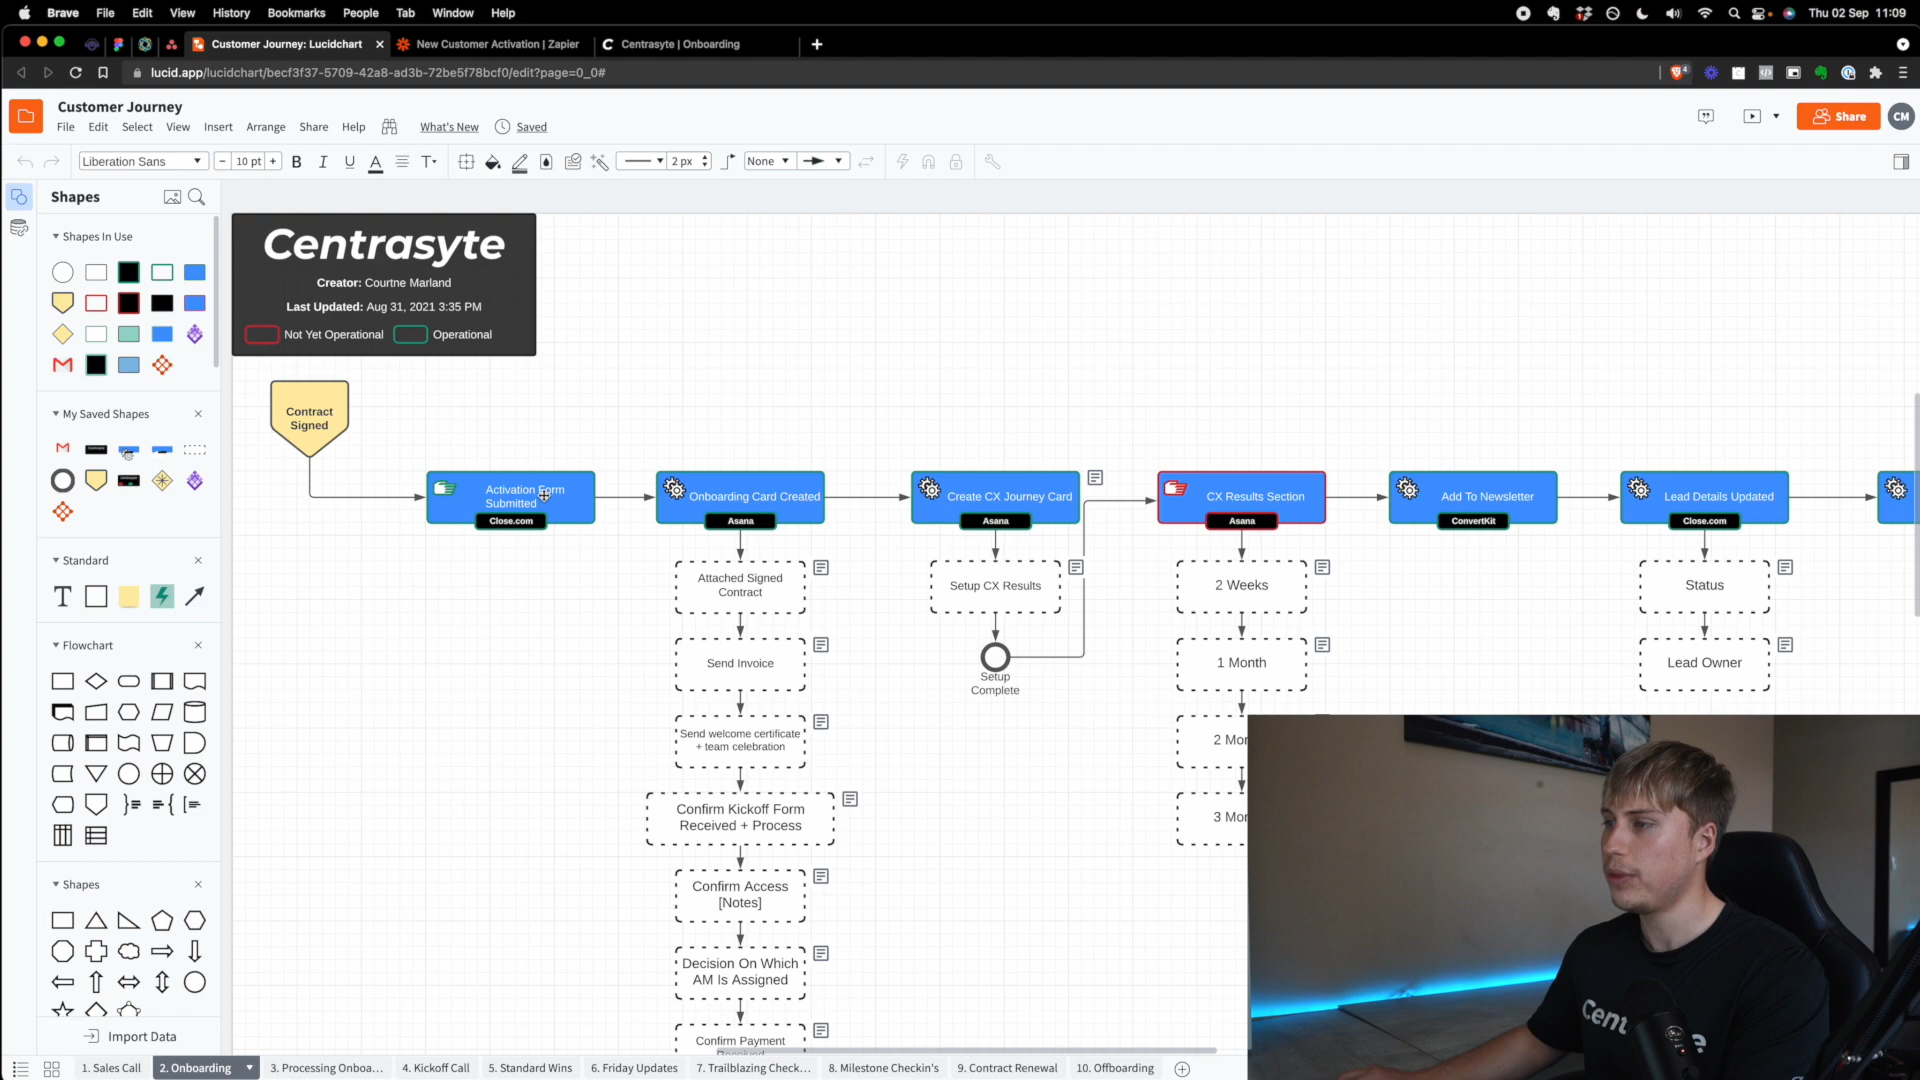 Brave File Edit View History Bookmarks People Tab Window Help
Thu 02 Sep 11:09
Customer Journey: Lucidchart
New Customer Activation | Zapier
Centrasyte | Onboarding
lucid.app/lucidchart/becf3f37-5709-42a8-ad3b-72be5f78bcf0/edit?page=0_0#
Customer Journey
File Edit Select View Insert Arrange Share Help What's New Saved
Share
CM
Liberation Sans
10 pt
2 px
None
Shapes
Shapes In Use
My Saved Shapes
Standard
Flowchart
Shapes
Import Data
Centrasyte
Creator: Courtne Marland
Last Updated: Aug 31, 2021 3:35 PM
Not Yet Operational
Operational
Contract
Signed
Activation Form
Submitted
Close.com
Onboarding Card Created
Asana
Create CX Journey Card
Asana
CX Results Section
Asana
Add To Newsletter
ConvertKit
Lead Details Updated
Close.com
Attached Signed
Contract
Send Invoice
Send welcome certificate
+ team celebration
Confirm Kickoff Form
Received + Process
Confirm Access
[Notes]
Decision On Which
AM Is Assigned
Confirm Payment
Received
Setup CX Results
Setup
Complete
2 Weeks
1 Month
2 Mon
3 Mon
Status
Lead Owner
1. Sales Call
2. Onboarding
3. Processing Onboa...
4. Kickoff Call
5. Standard Wins
6. Friday Updates
7. Trailblazing Check...
8. Milestone Checkin's
9. Contract Renewal
10. Offboarding